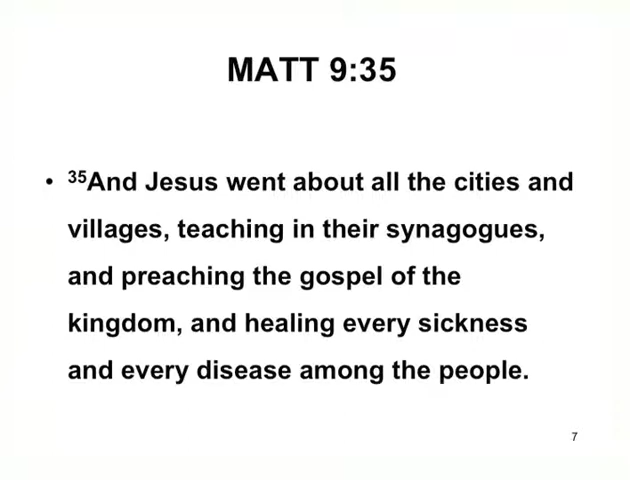 MATT 9:35
• ³⁵And Jesus went about all the cities and
villages, teaching in their synagogues,
and preaching the gospel of the
kingdom, and healing every sickness
and every disease among the people.
7